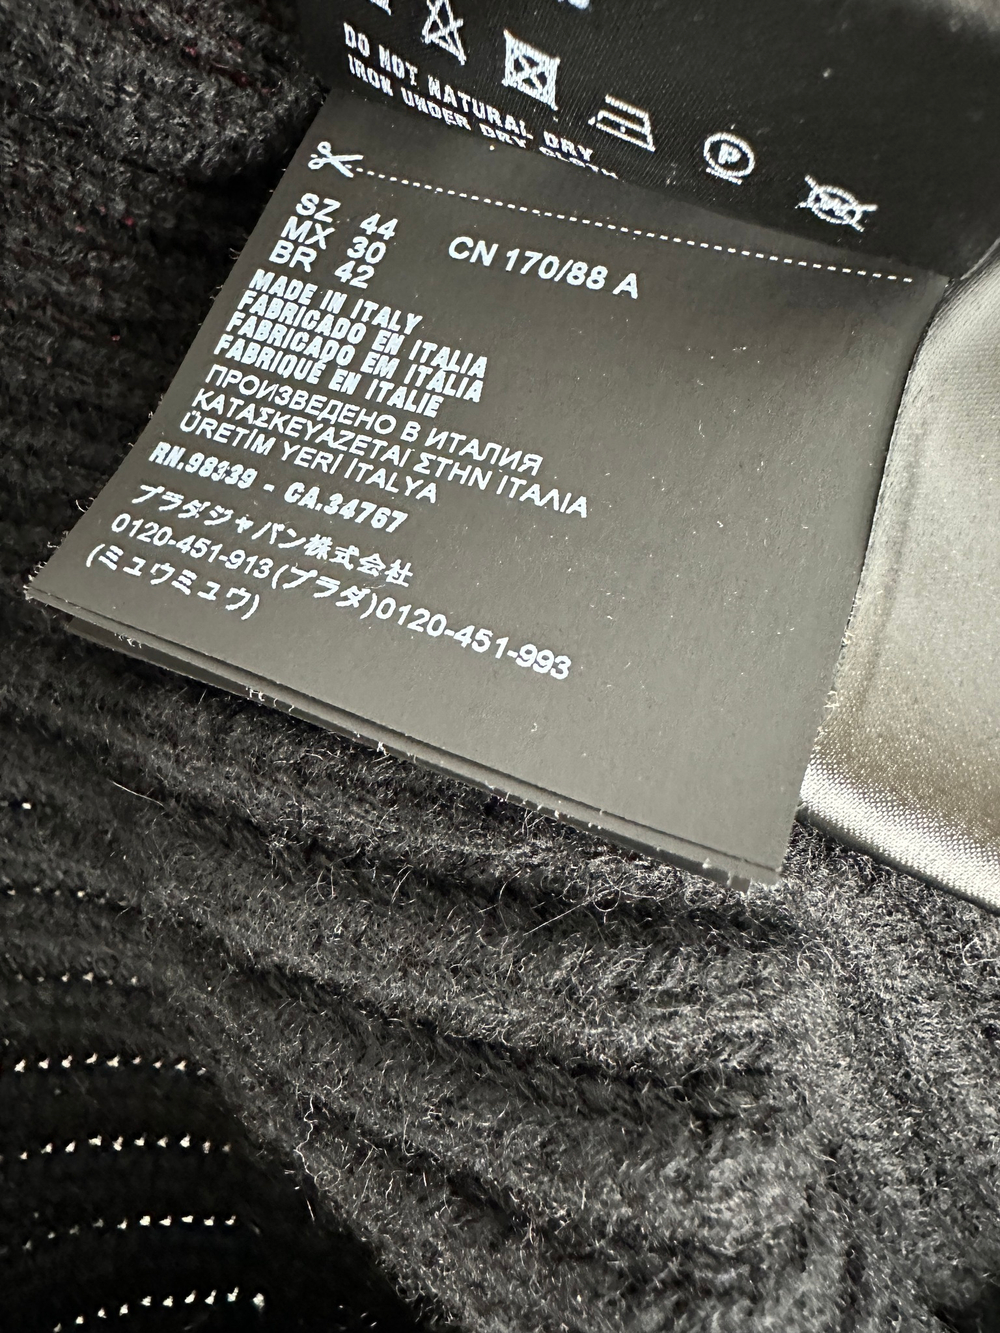 DO NOT NATURAL DRY
IRON UNDER DRY CLOTH
SZ 44
MX 30
BR 42
CN 170/88 A
MADE IN ITALY
FABRICADO EN ITALIA
FABRICADO EM ITÁLIA
FABRIQUÉ EN ITALIE
ПРОИЗВЕДЕНО В ИТАЛИЯ
ΚΑΤΑΣΚΕΥΆΖΕΤΑΪ ΣΤΗΝ ΙΤΑΛΙΑ
ÜRETİM YERİ İTALYA
RN.98339 - CA.34767
プラダジャパン株式会社
0120-451-913(プラダ)0120-451-993
(ミュウミュウ)